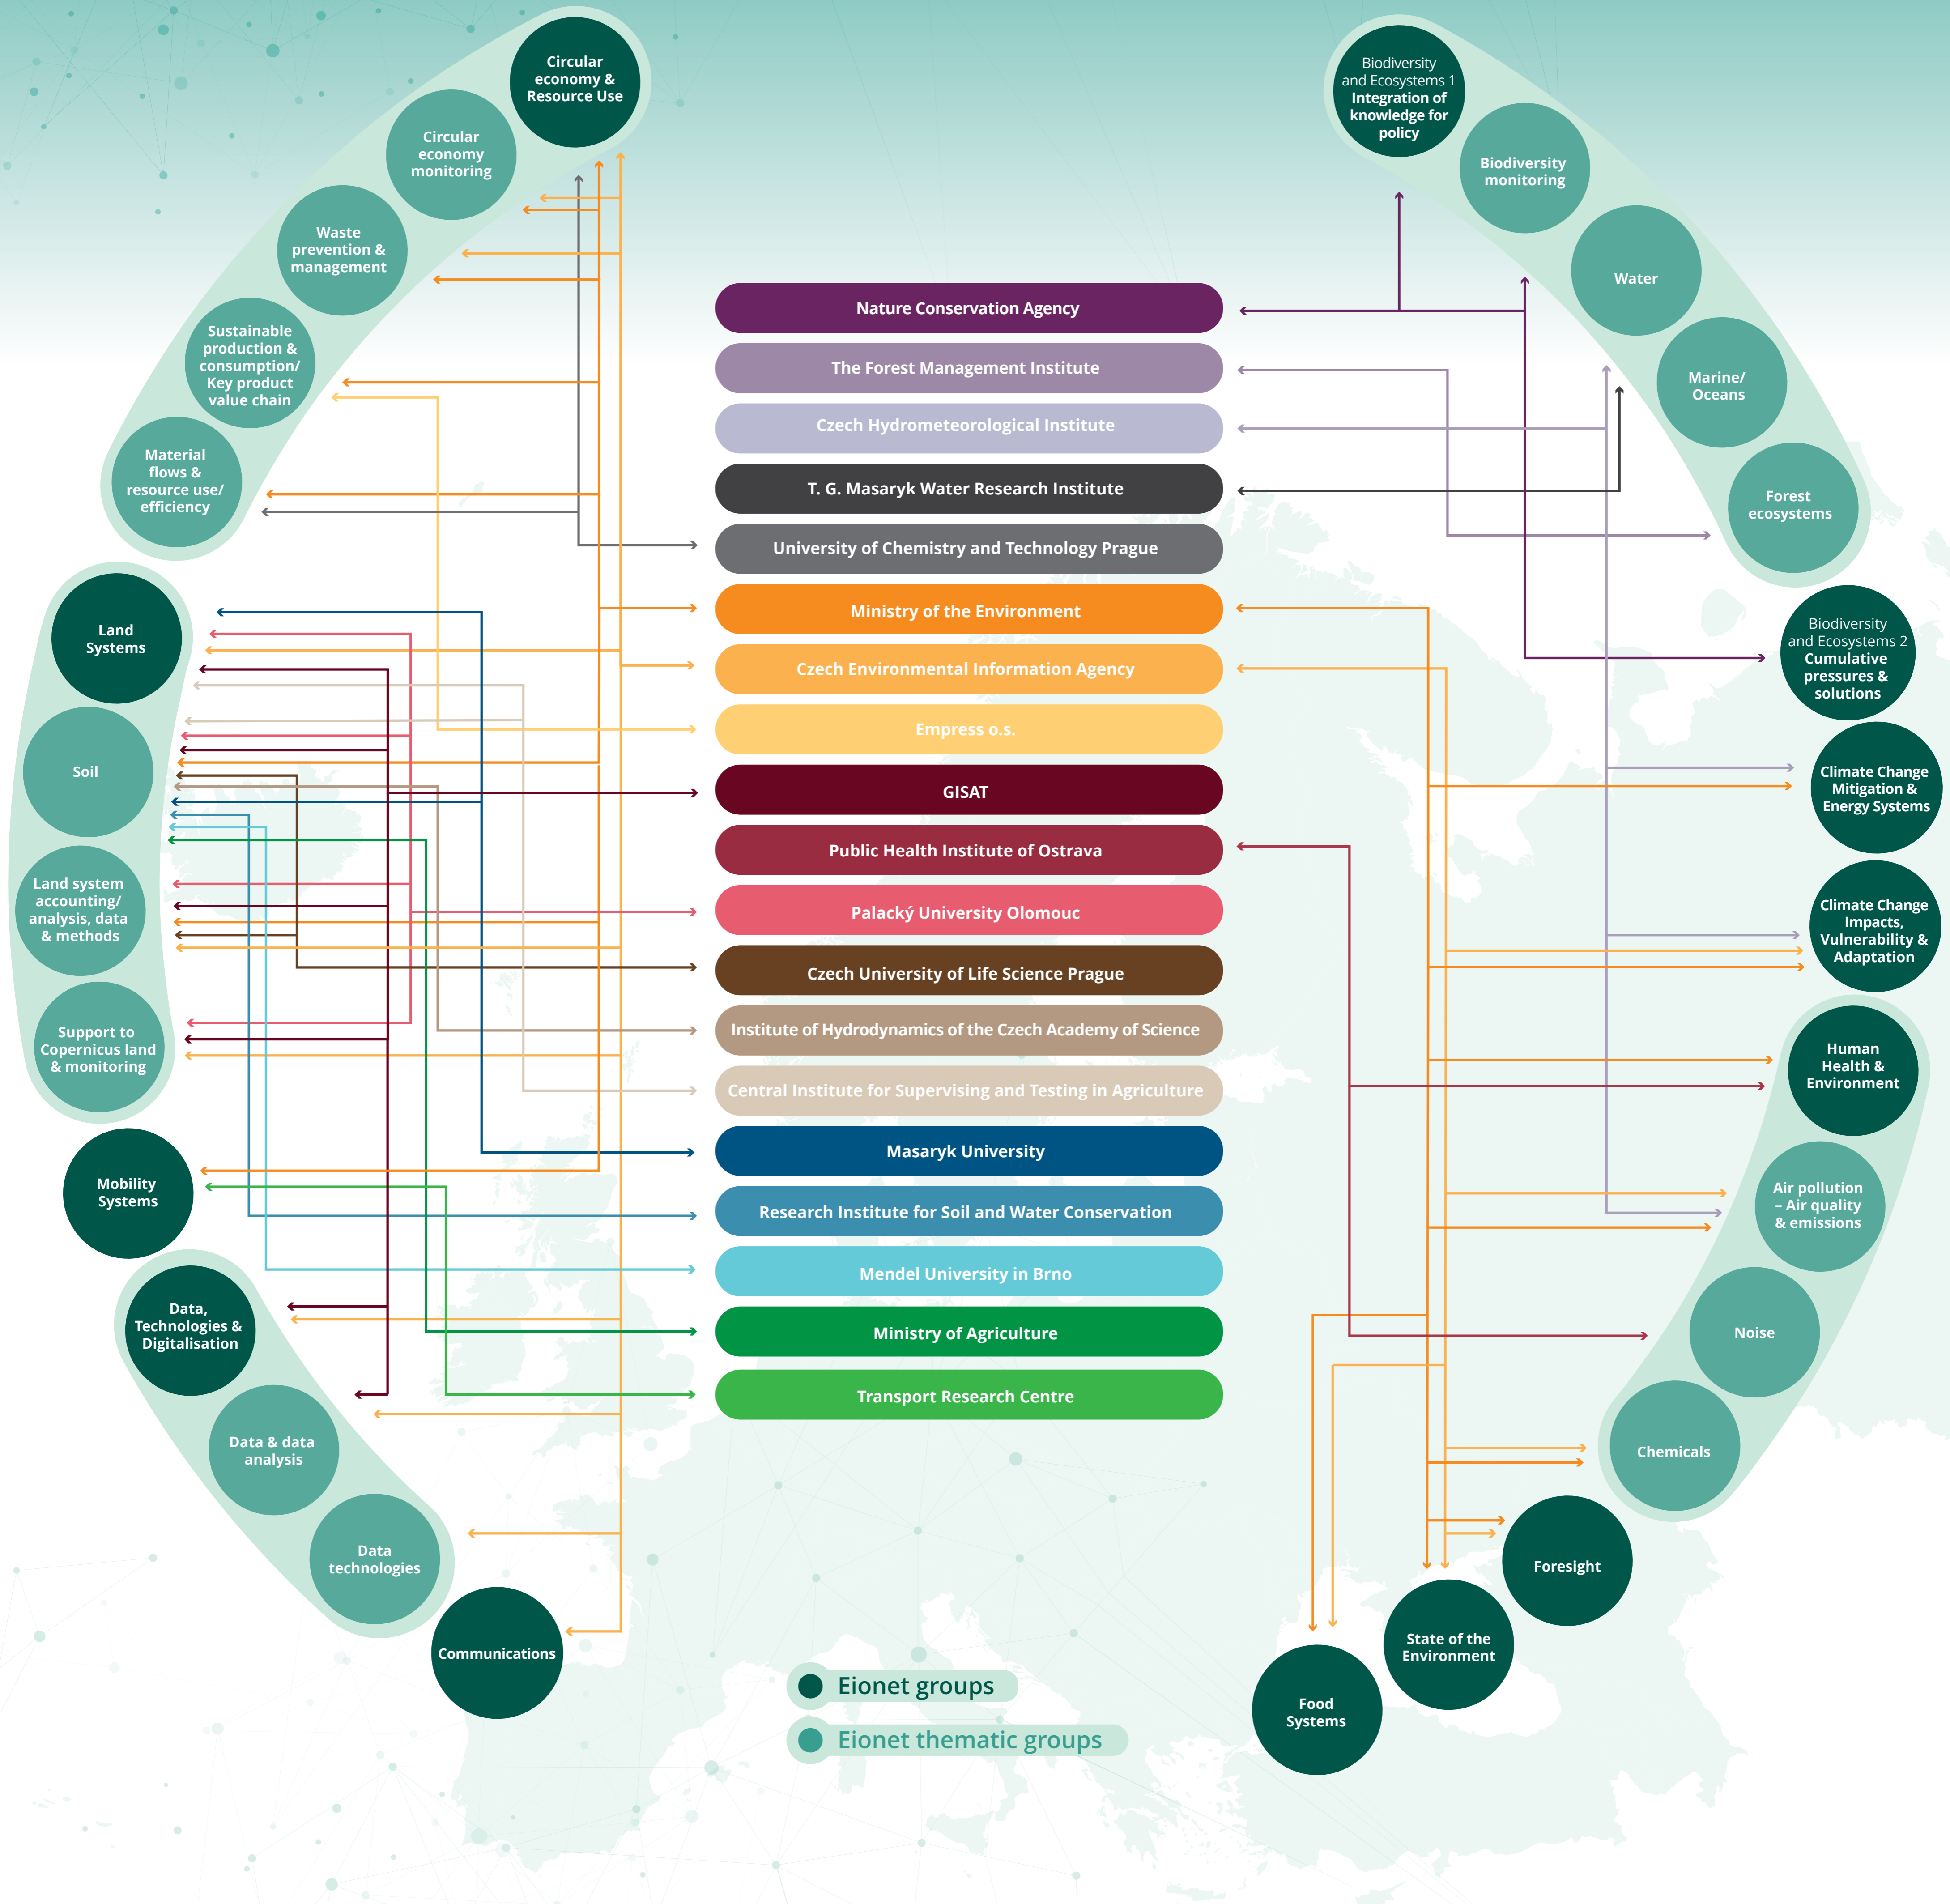 Circular
economy &
Resource Use
Circular
economy
monitoring
Waste
prevention &
management
Sustainable
production &
consumption/
Key product
value chain
Material
flows &
resource use/
efficiency
Land
Systems
Soil
Land system
accounting/
analysis, data
& methods
Support to
Copernicus land
& monitoring
Mobility
Systems
Data,
Technologies &
Digitalisation
Data & data
analysis
Data
technologies
Communications
Nature Conservation Agency
The Forest Management Institute
Czech Hydrometeorological Institute
T. G. Masaryk Water Research Institute
University of Chemistry and Technology Prague
Ministry of the Environment
Czech Environmental Information Agency
Empress o.s.
GISAT
Public Health Institute of Ostrava
Palacký University Olomouc
Czech University of Life Science Prague
Institute of Hydrodynamics of the Czech Academy of Science
Central Institute for Supervising and Testing in Agriculture
Masaryk University
Research Institute for Soil and Water Conservation
Mendel University in Brno
Ministry of Agriculture
Transport Research Centre
Biodiversity
and Ecosystems 1
Integration of
knowledge for
policy
Biodiversity
monitoring
Water
Marine/
Oceans
Forest
ecosystems
Biodiversity
and Ecosystems 2
Cumulative
pressures &
solutions
Climate Change
Mitigation &
Energy Systems
Climate Change
Impacts,
Vulnerability &
Adaptation
Human
Health &
Environment
Air pollution
– Air quality
& emissions
Noise
Chemicals
Foresight
State of the
Environment
Food
Systems
Eionet groups
Eionet thematic groups